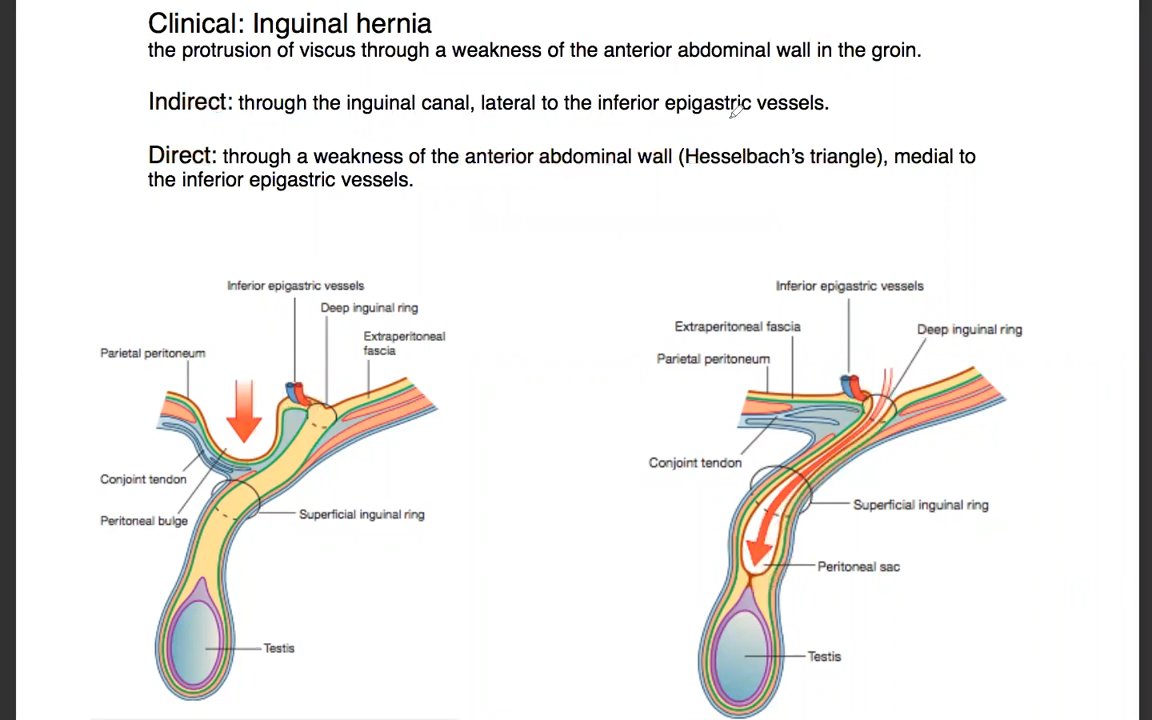 Clinical: Inguinal hernia
the protrusion of viscus through a weakness of the anterior abdominal wall in the groin.
Indirect: through the inguinal canal, lateral to the inferior epigastric vessels.
Direct: through a weakness of the anterior abdominal wall (Hesselbach's triangle), medial to
the inferior epigastric vessels.
Inferior epigastric vessels
Deep inguinal ring
Extraperitoneal
fascia
Parietal peritoneum
Conjoint tendon
Peritoneal bulge
Superficial inguinal ring
Testis
Inferior epigastric vessels
Extraperitoneal fascia
Deep inguinal ring
Parietal peritoneum
Conjoint tendon
Superficial inguinal ring
Peritoneal sac
Testis